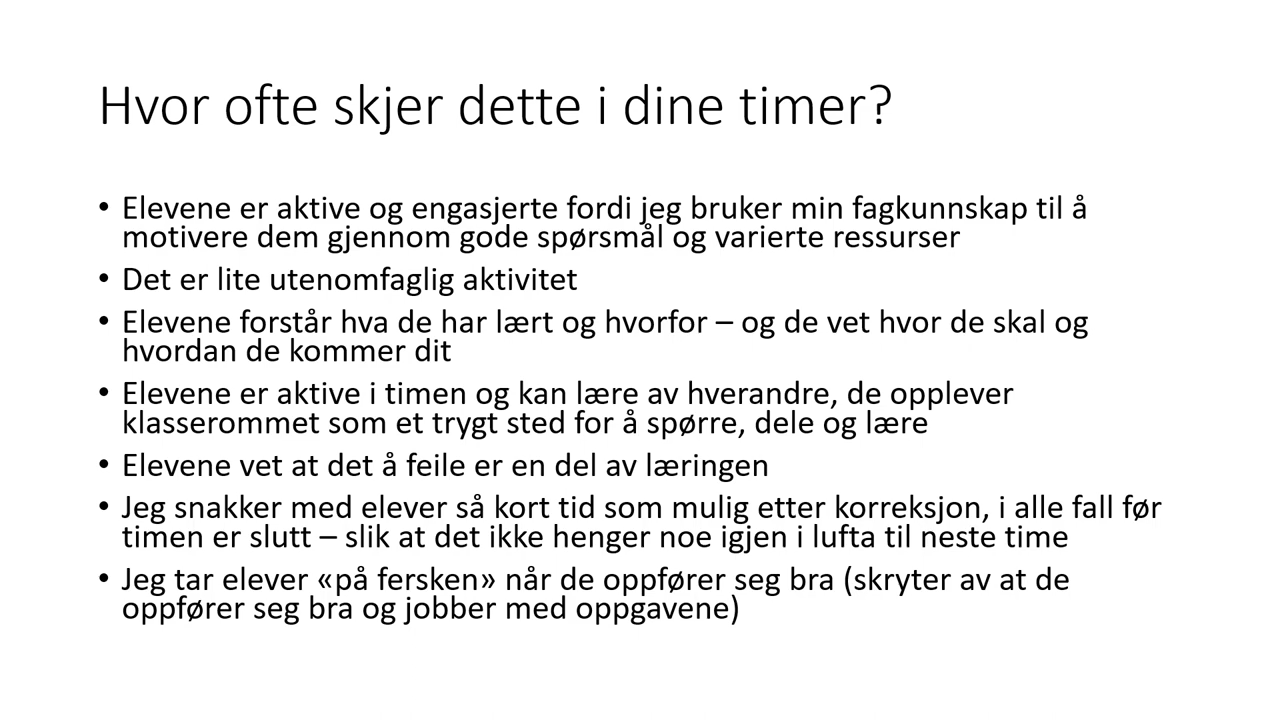 Hvor ofte skjer dette i dine timer?
• Elevene er aktive og engasjerte fordi jeg bruker min fagkunnskap til å
motivere dem gjennom gode spørsmål og varierte ressurser
• Det er lite utenomfaglig aktivitet
• Elevene forstår hva de har lært og hvorfor – og de vet hvor de skal og
hvordan de kommer dit
• Elevene er aktive i timen og kan lære av hverandre, de opplever
klasserommet som et trygt sted for å spørre, dele og lære
• Elevene vet at det å feile er en del av læringen
• Jeg snakker med elever så kort tid som mulig etter korreksjon, i alle fall før
timen er slutt – slik at det ikke henger noe igjen i lufta til neste time
• Jeg tar elever «på fersken» når de oppfører seg bra (skryter av at de
oppfører seg bra og jobber med oppgavene)